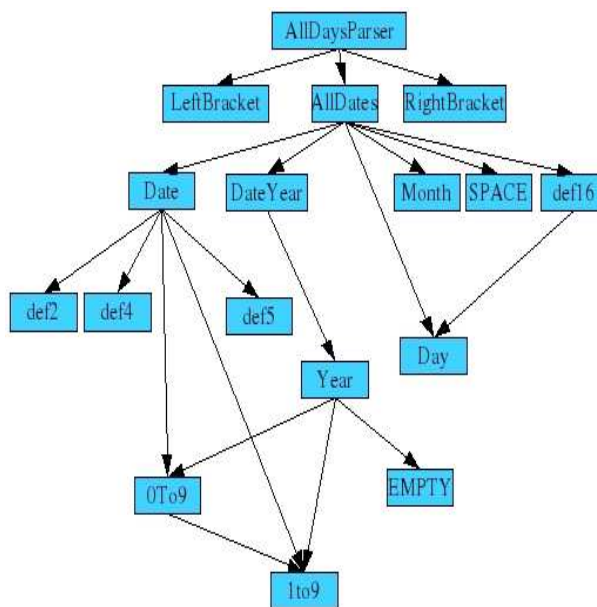 AllDaysParser
LeftBracket
AllDates
RightBracket
Date
DateYear
Month
SPACE
def16
def2
def4
def5
Day
Year
0To9
EMPTY
1to9